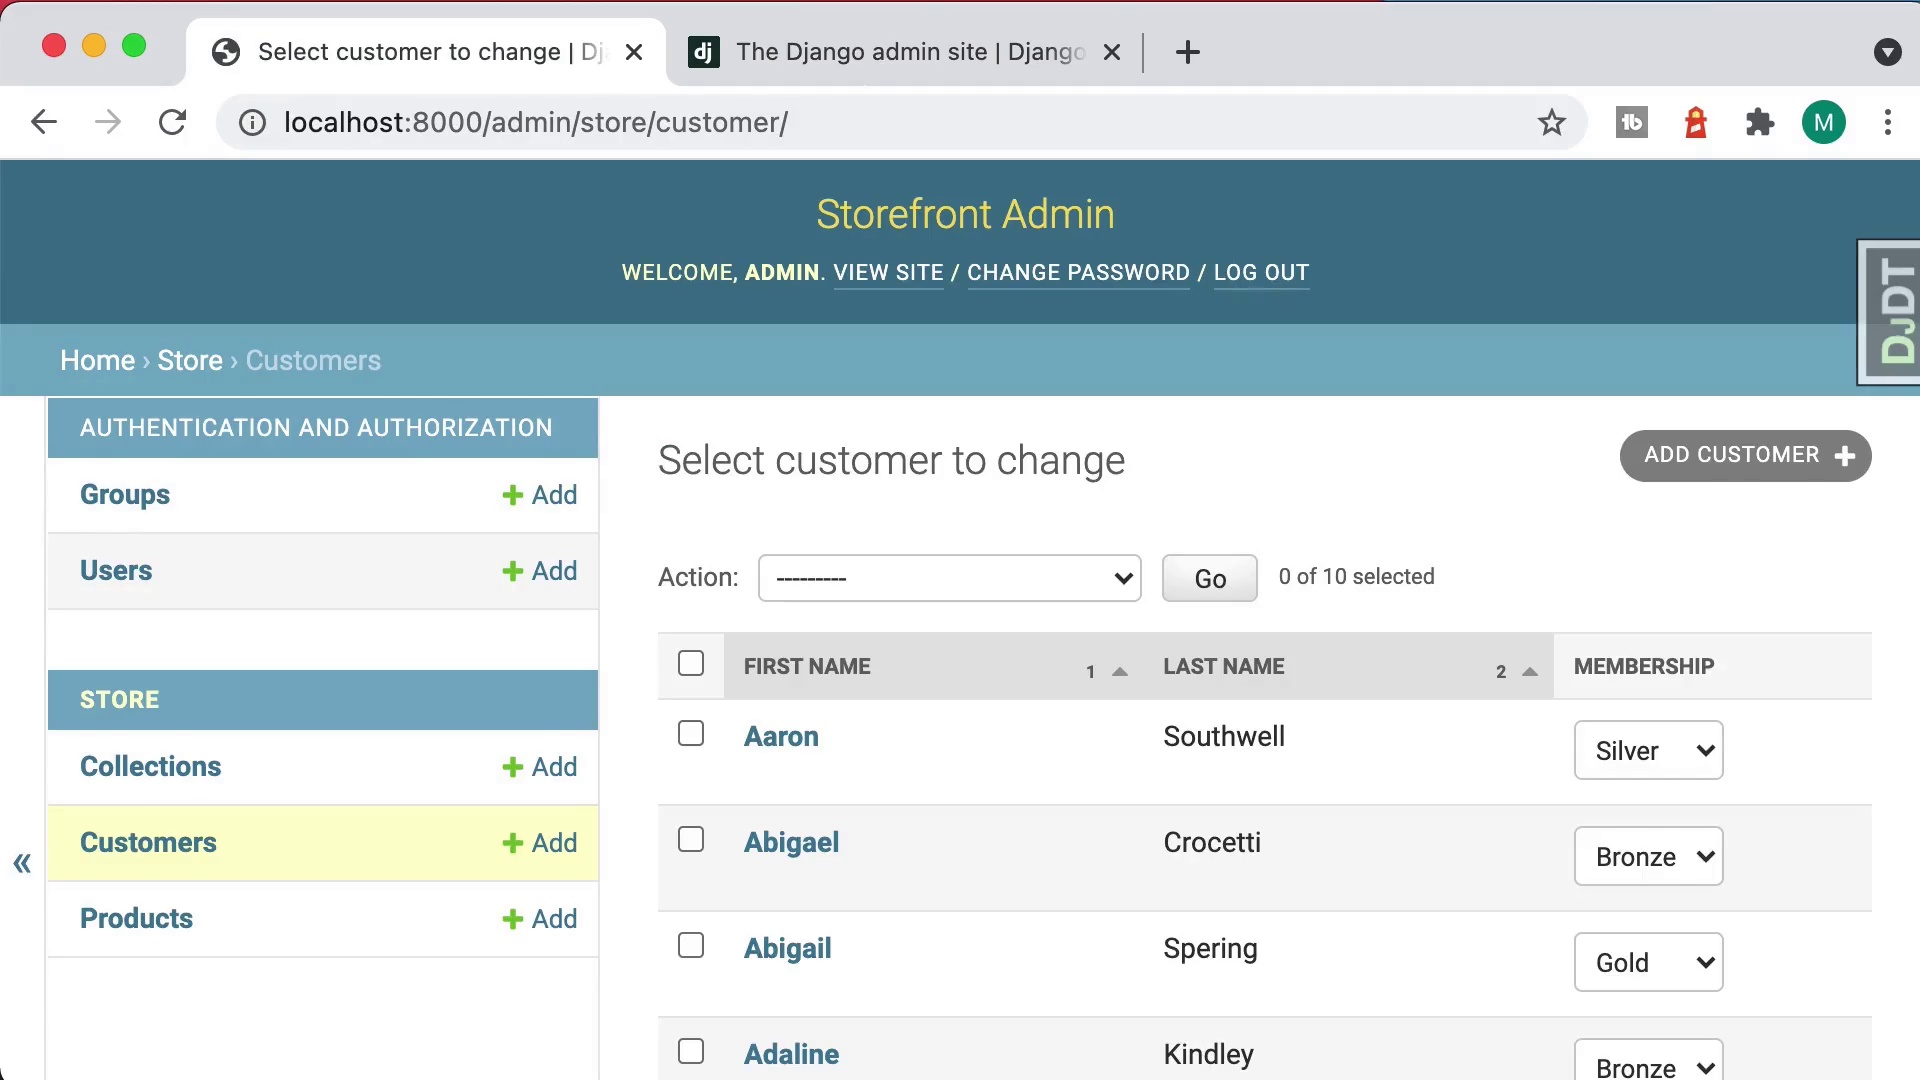 Select customer to change | Dj
The Django admin site | Django
localhost:8000/admin/store/customer/
M
Storefront Admin
WELCOME, ADMIN. VIEW SITE / CHANGE PASSWORD / LOG OUT
DJDT
Home › Store › Customers
AUTHENTICATION AND AUTHORIZATION
Groups + Add
Users + Add
STORE
Collections + Add
Customers + Add
Products + Add
«
Select customer to change
ADD CUSTOMER +
Action: --------- Go 0 of 10 selected
FIRST NAME 1 LAST NAME 2 MEMBERSHIP
Aaron Southwell Silver
Abigael Crocetti Bronze
Abigail Spering Gold
Adaline Kindley Bronze